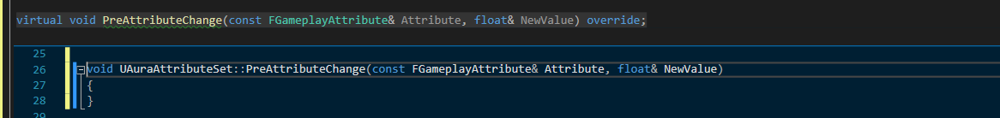 virtual void PreAttributeChange(const FGameplayAttribute& Attribute, float& NewValue) override;
25
26 void UAuraAttributeSet::PreAttributeChange(const FGameplayAttribute& Attribute, float& NewValue)
27 {
28 }
29